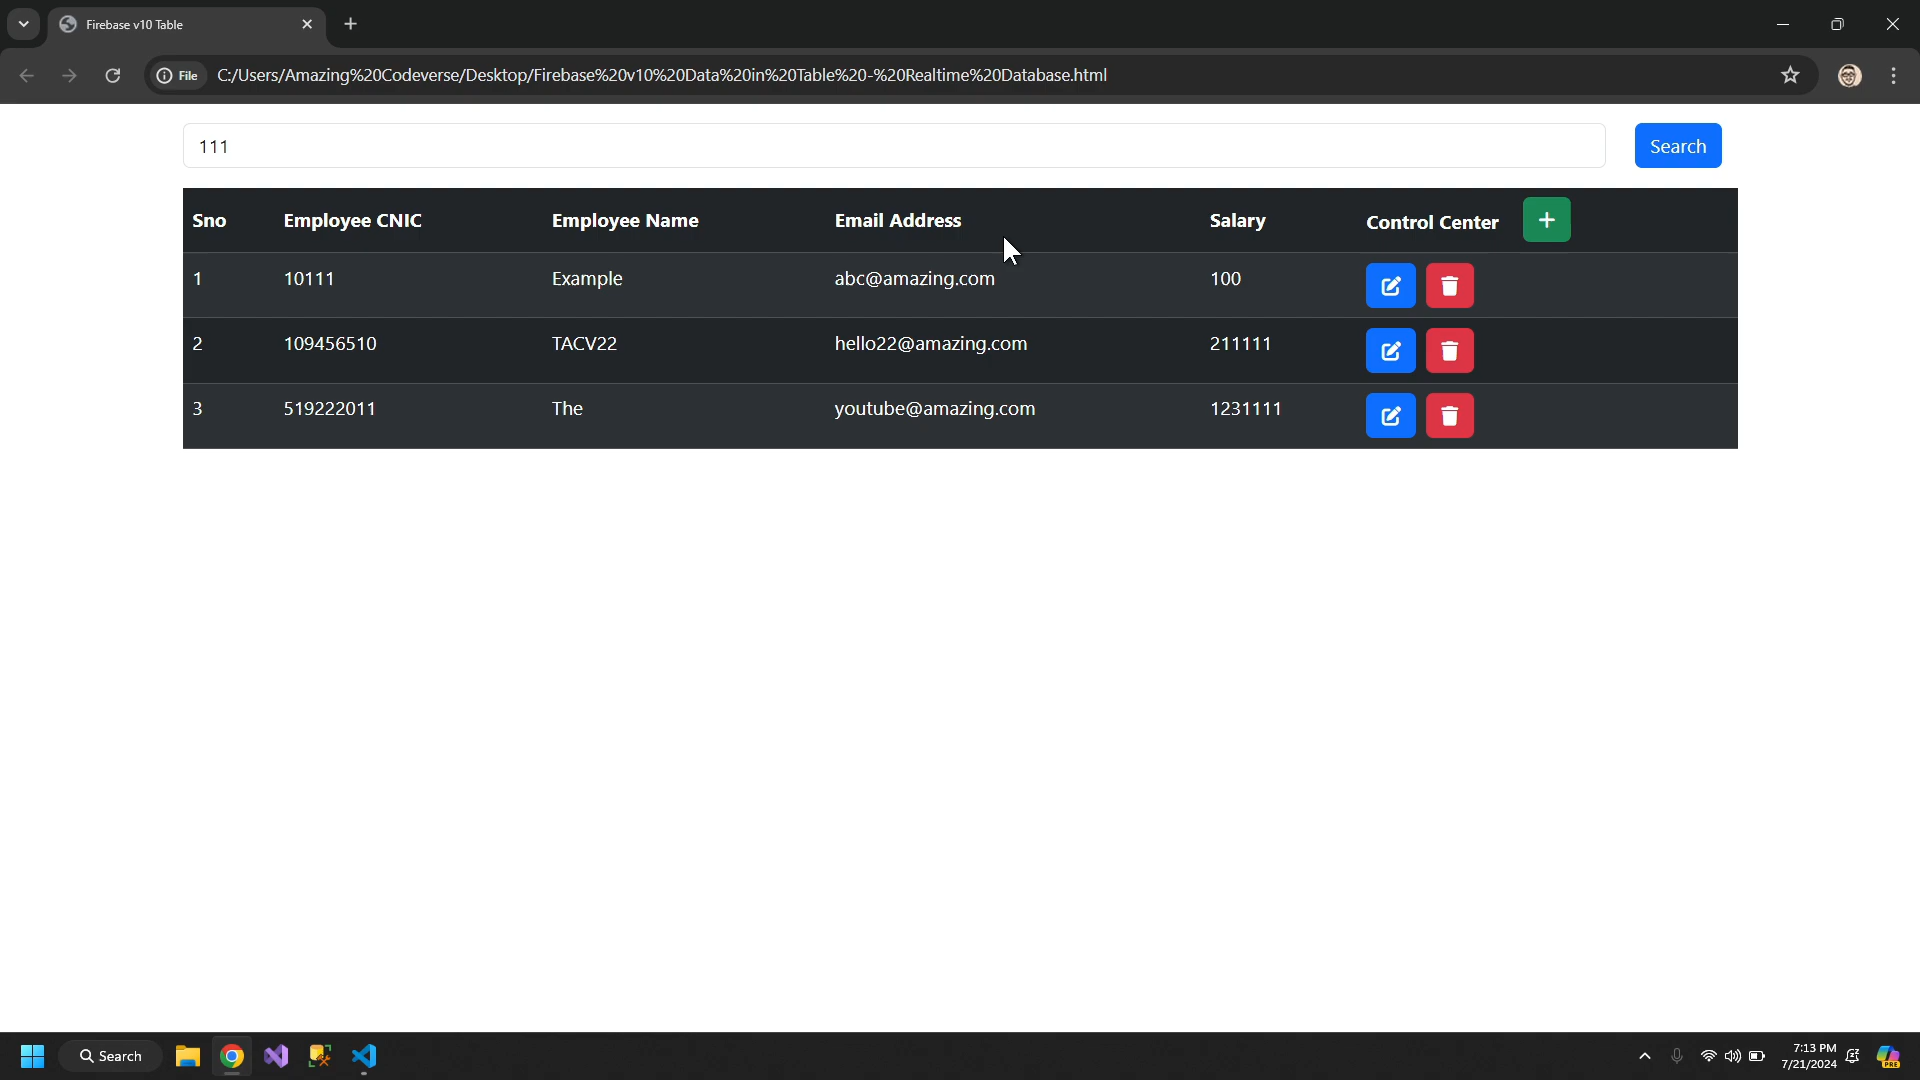 Firebase v10 Table
File
C:/Users/Amazing%20Codeverse/Desktop/Firebase%20v10%20Data%20in%20Table%20-%20Realtime%20Database.html
111
Search
Sno Employee CNIC Employee Name Email Address Salary Control Center +
1 10111 Example abc@amazing.com 100
2 109456510 TACV22 hello22@amazing.com 211111
3 519222011 The youtube@amazing.com 1231111
Search
7:13 PM
7/21/2024
PRE